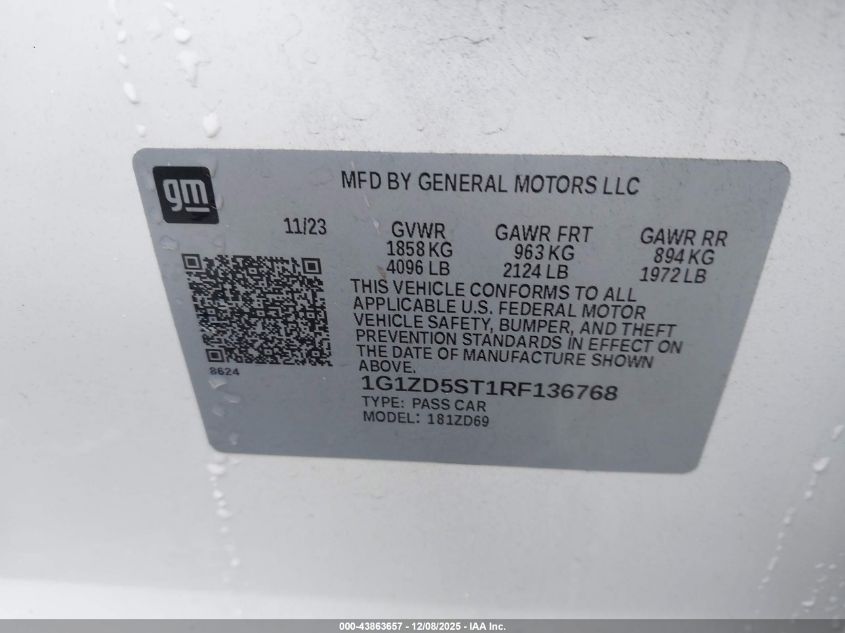 gm
MFD BY GENERAL MOTORS LLC
11/23
GVWR
1858 KG
4096 LB
GAWR FRT
963 KG
2124 LB
GAWR RR
894 KG
1972 LB
THIS VEHICLE CONFORMS TO ALL
APPLICABLE U.S. FEDERAL MOTOR
VEHICLE SAFETY, BUMPER, AND THEFT
PREVENTION STANDARDS IN EFFECT ON
THE DATE OF MANUFACTURE SHOWN
ABOVE.
8624
1G1ZD5ST1RF136768
TYPE: PASS CAR
MODEL: 181ZD69
000-43863657 - 12/08/2025 - IAA Inc.